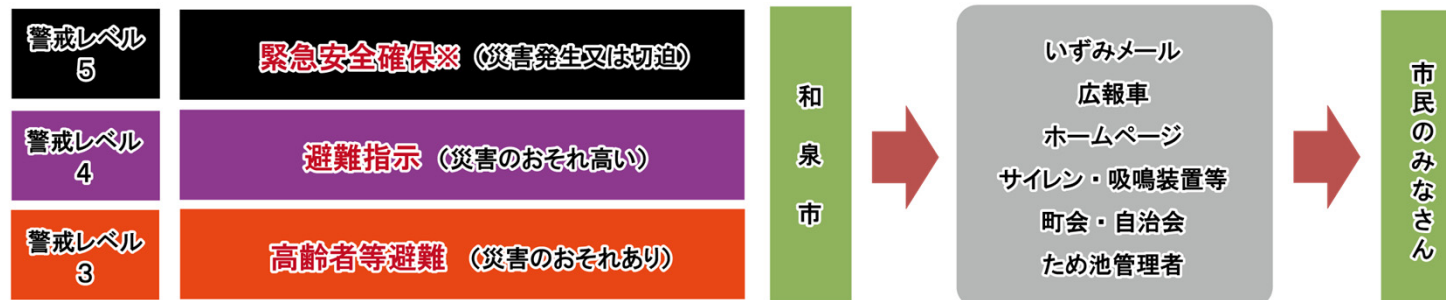 警戒レベル
5
緊急安全確保※（災害発生又は切迫）
警戒レベル
4
避難指示（災害のおそれ高い）
警戒レベル
3
高齢者等避難（災害のおそれあり）
和泉市
いずみメール
広報車
ホームページ
サイレン・吸鳴装置等
町会・自治会
ため池管理者
市民のみなさん